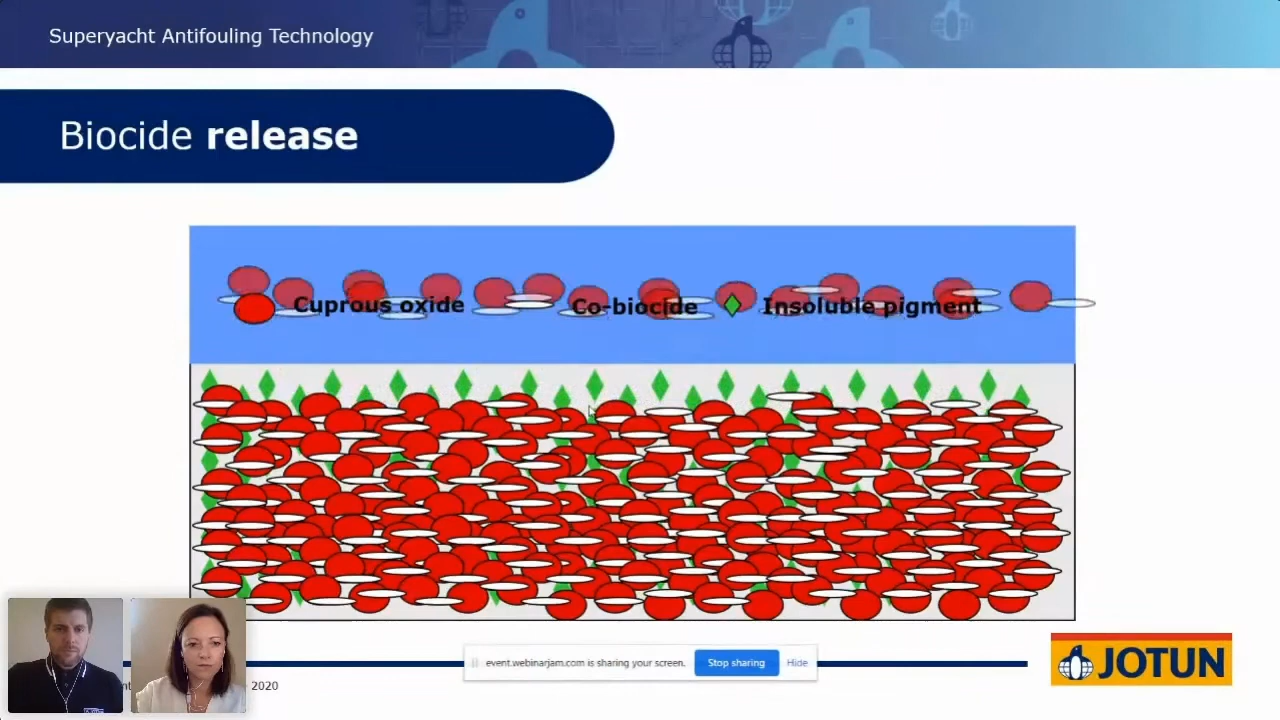 Superyacht Antifouling Technology
Biocide release
Cuprous oxide Co-biocide Insoluble pigment
event.webinarjam.com is sharing your screen. Stop sharing Hide
2020
JOTUN